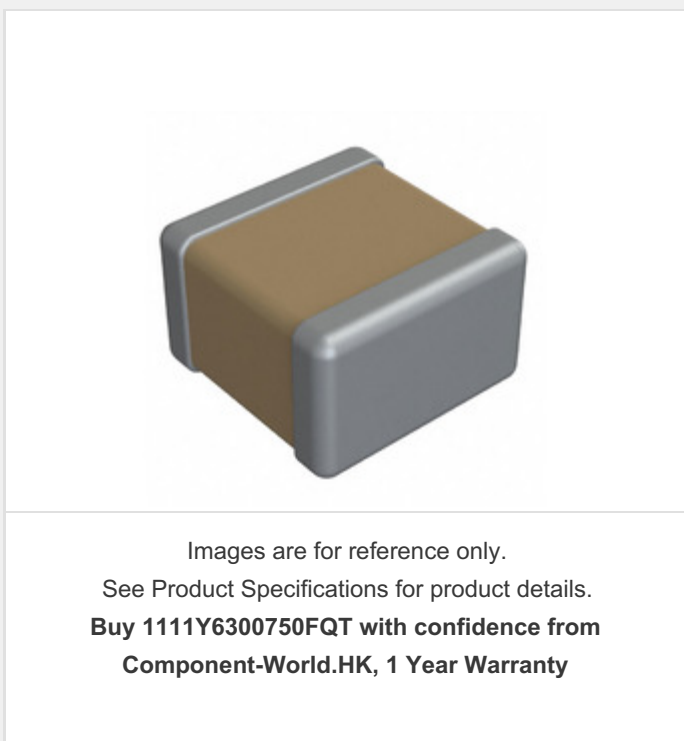 Images are for reference only.
See Product Specifications for product details.
Buy 1111Y6300750FQT with confidence from
Component-World.HK, 1 Year Warranty